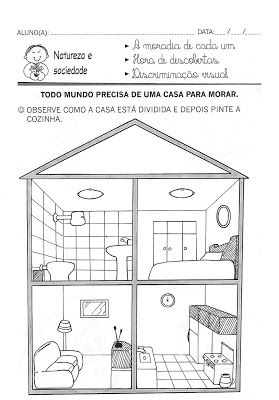 ALUNO(A): DATA: / /
Natureza e
sociedade
A moradia de cada um
Hora de descobertas
Discriminação visual
TODO MUNDO PRECISA DE UMA CASA PARA MORAR.
OBSERVE COMO A CASA ESTÁ DIVIDIDA E DEPOIS PINTE A
COZINHA.